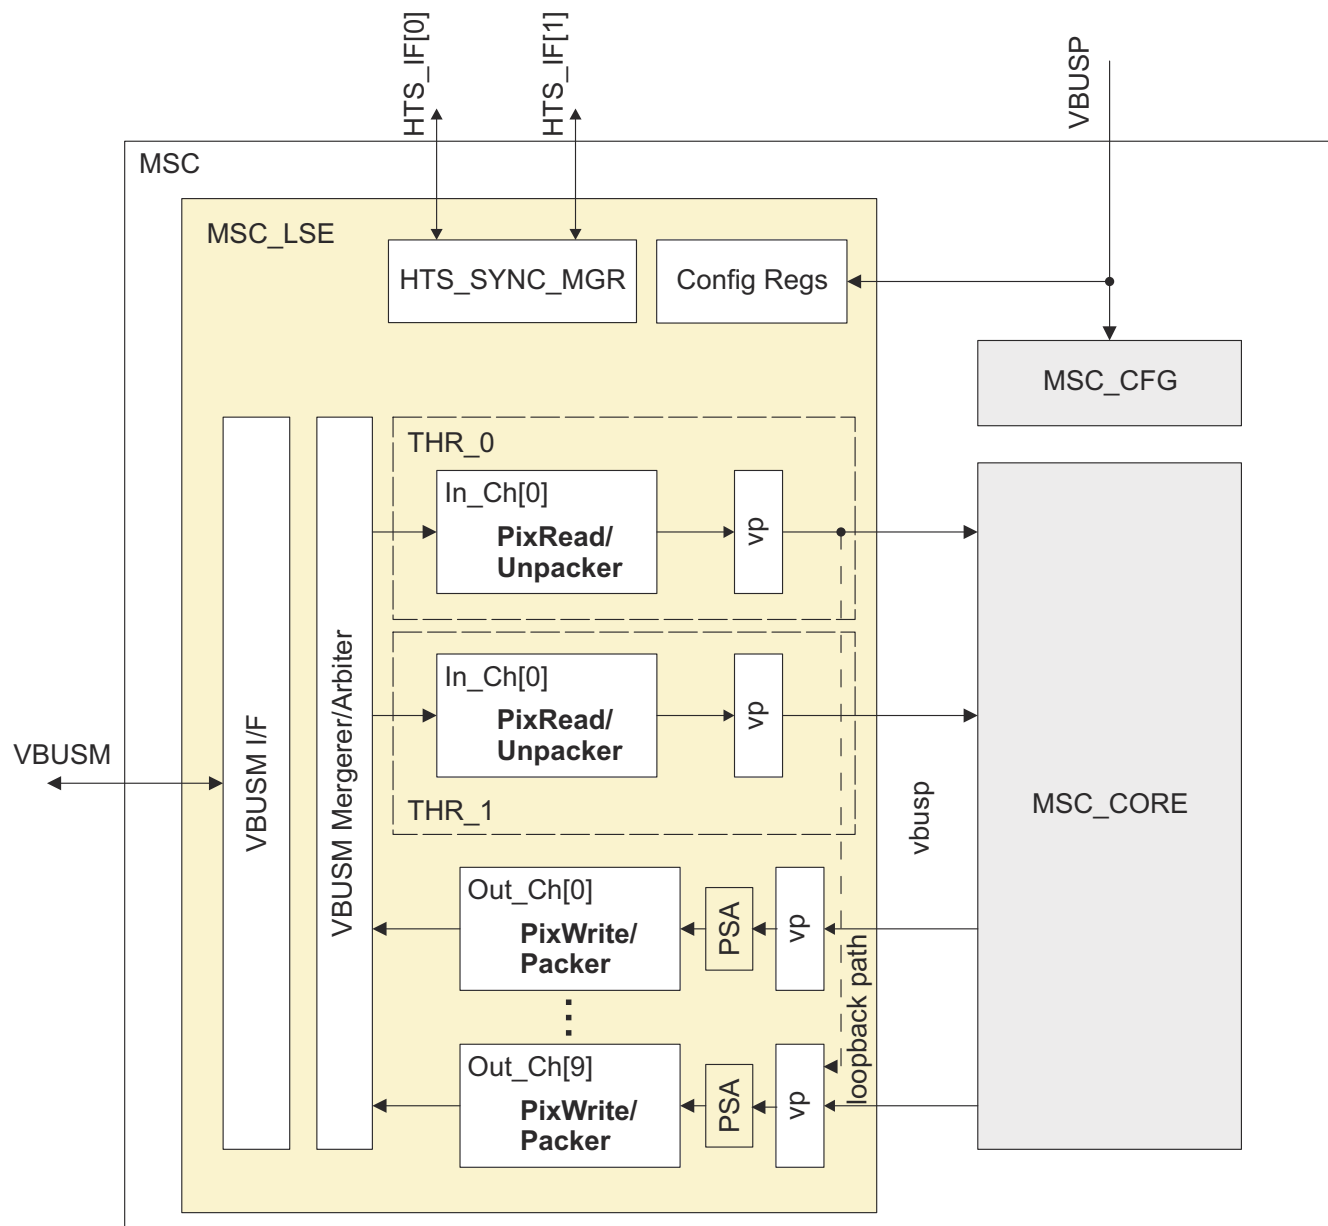 HTS_IF[0]
HTS_IF[1]
VBUSP
MSC
MSC_LSE
HTS_SYNC_MGR
Config Regs
MSC_CFG
THR_0
In_Ch[0]
PixRead/
Unpacker
vp
In_Ch[0]
PixRead/
Unpacker
vp
THR_1
VBUSM
VBUSM I/F
VBUSM Mergerer/Arbiter
vbusp
MSC_CORE
Out_Ch[0]
PixWrite/
Packer
PSA
vp
loopback path
Out_Ch[9]
PixWrite/
Packer
PSA
vp